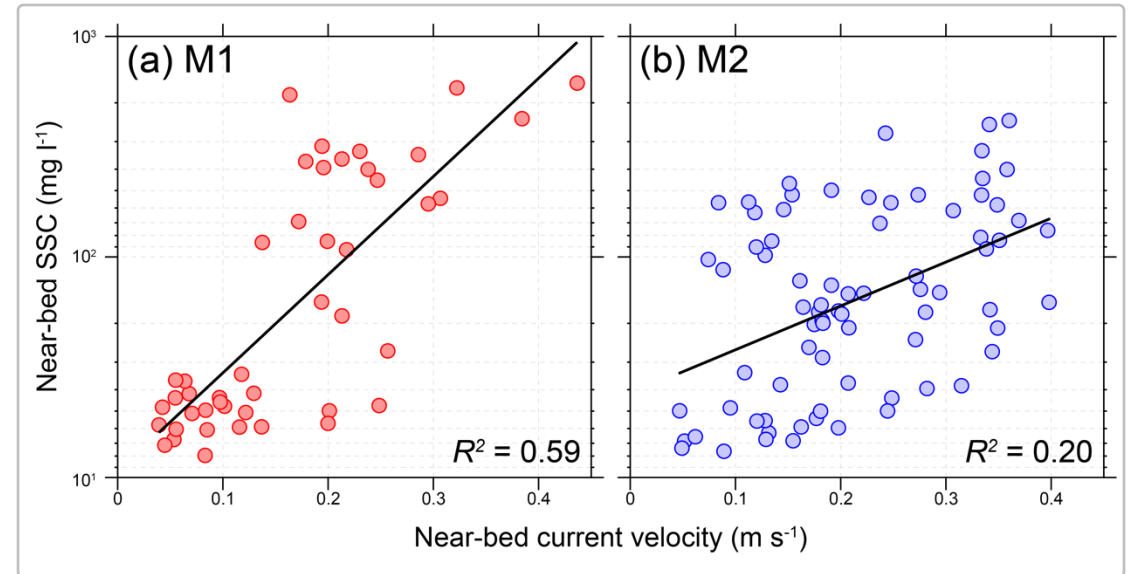 (a) M1
(b) M2
10³
10²
10¹
Near-bed SSC (mg l⁻¹)
R² = 0.59
R² = 0.20
0 0.1 0.2 0.3 0.4
0 0.1 0.2 0.3 0.4
Near-bed current velocity (m s⁻¹)